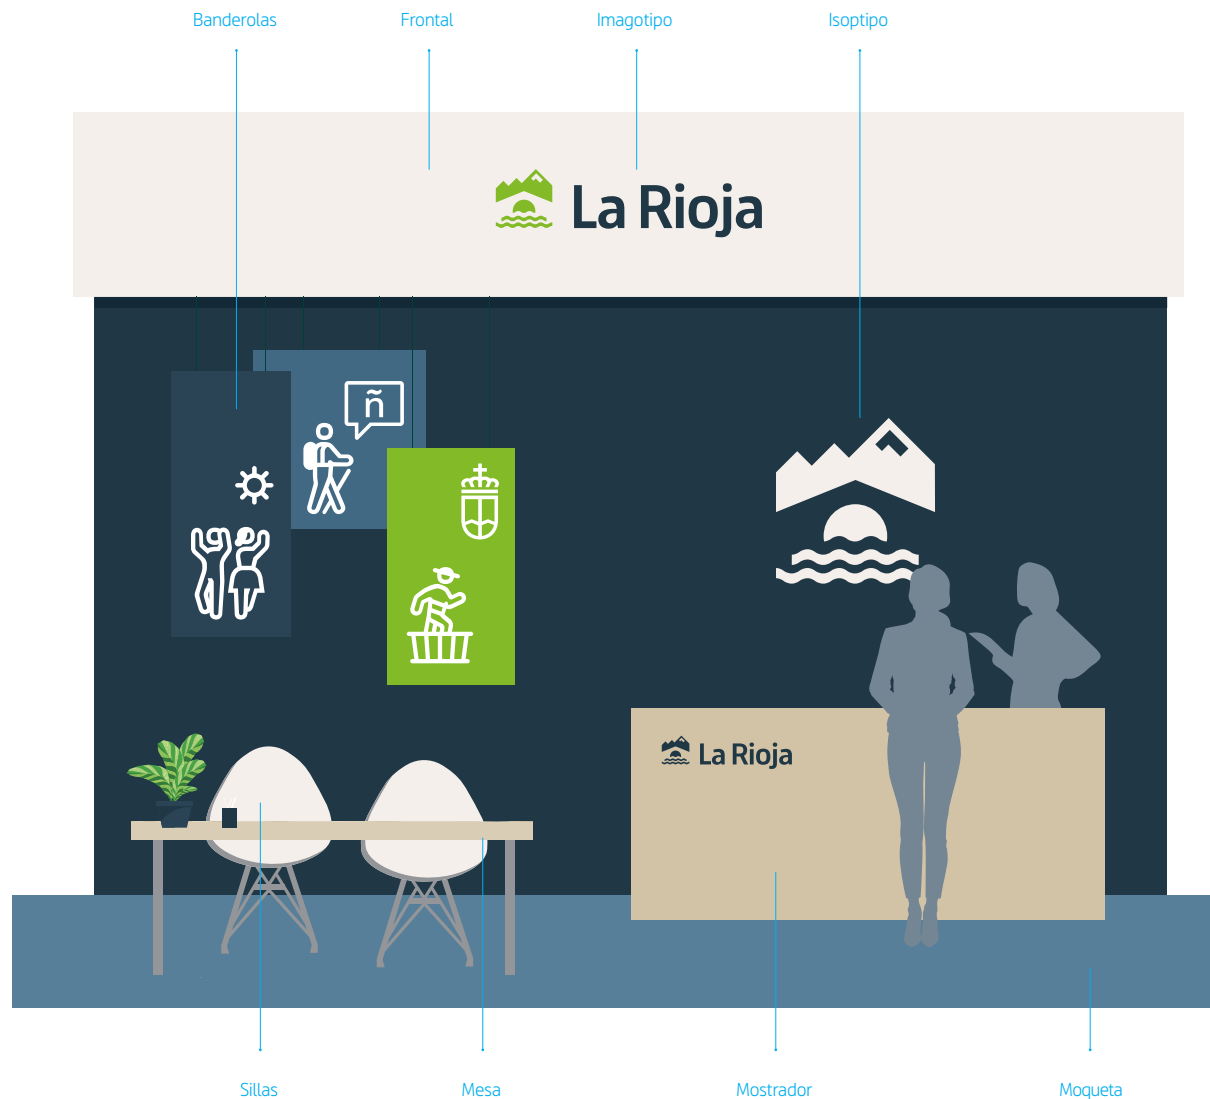 Banderolas
Frontal
Imagotipo
Isoptipo
La Rioja
ñ
La Rioja
Sillas
Mesa
Mostrador
Moqueta